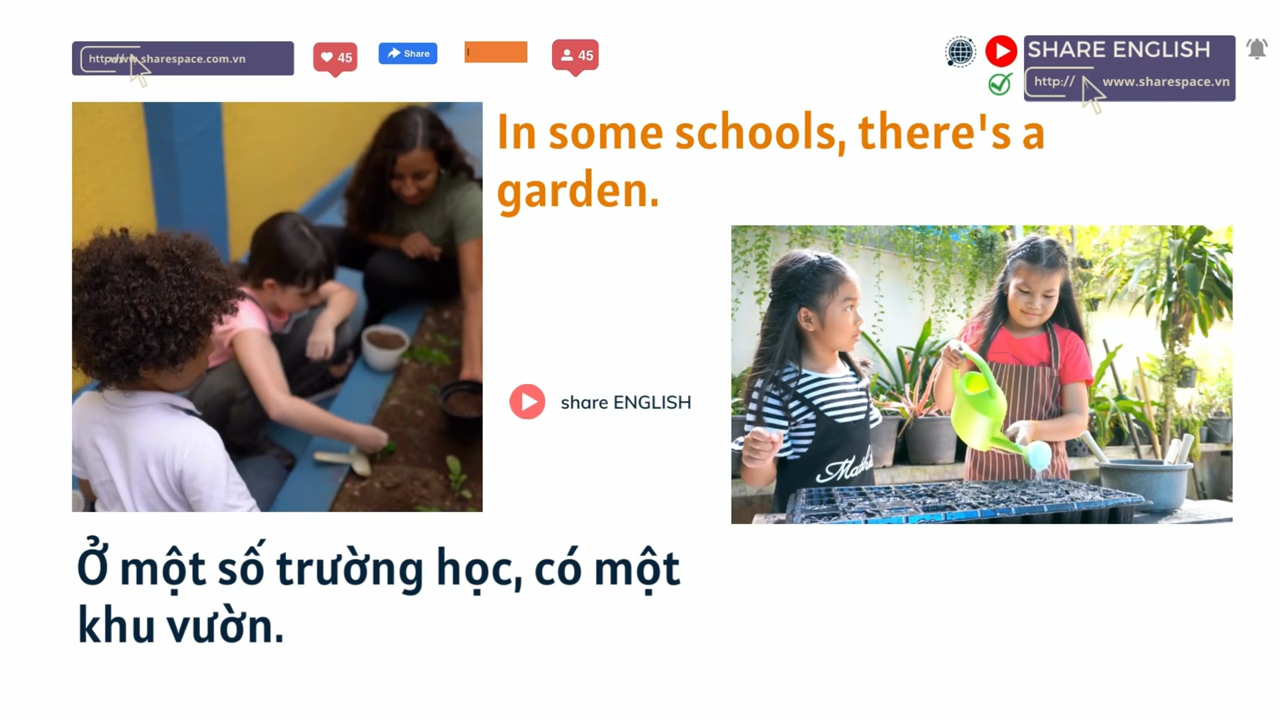 www.sharespace.com.vn
45
Share
45
SHARE ENGLISH
http:// www.sharespace.vn
In some schools, there's a
garden.
share ENGLISH
Ở một số trường học, có một
khu vườn.